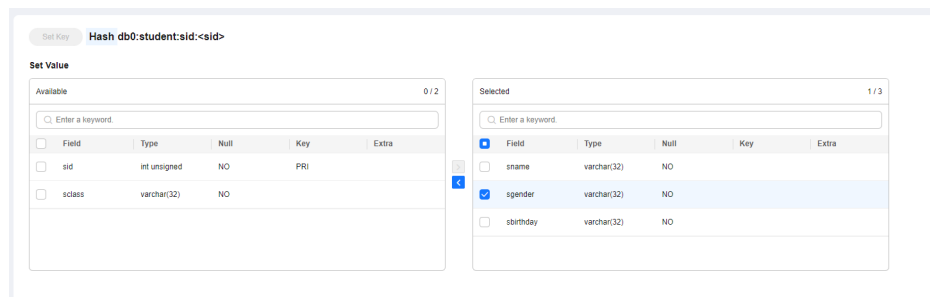 Set Key Hash db0:student:sid:<sid>
Set Value
Available 0 / 2
Enter a keyword.
Field Type Null Key Extra
sid int unsigned NO PRI
sclass varchar(32) NO
Selected 1 / 3
Enter a keyword.
Field Type Null Key Extra
sname varchar(32) NO
sgender varchar(32) NO
sbirthday varchar(32) NO